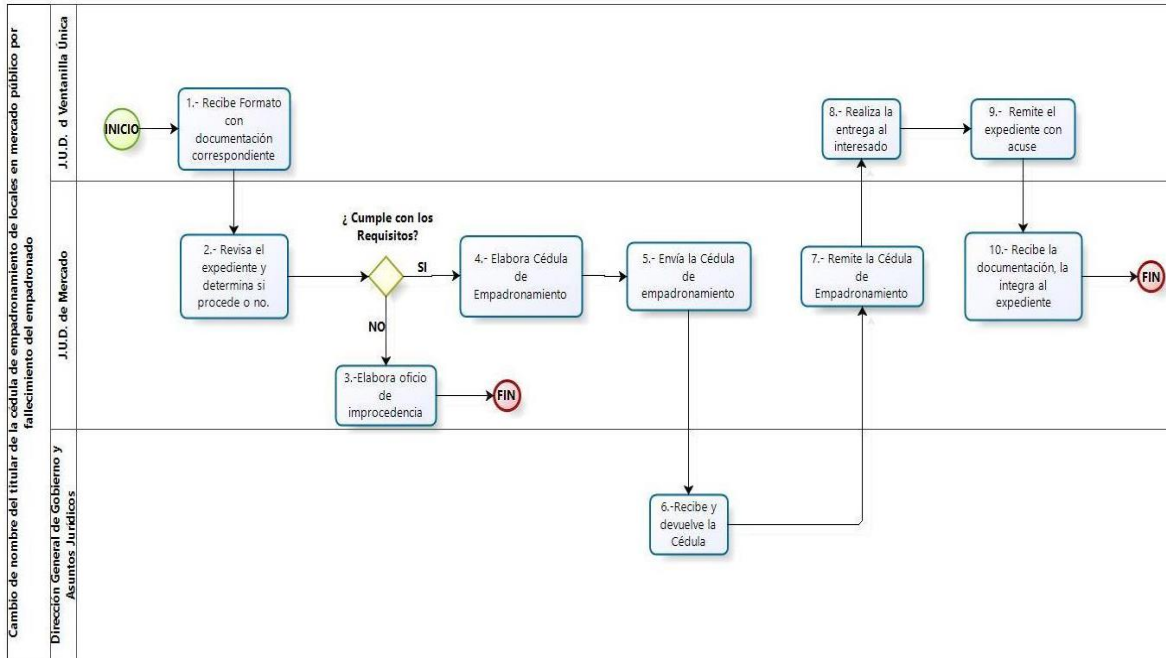 Cambio de nombre del titular de la cédula de empadronamiento de locales en mercado público por
fallecimiento del empadronado
J.U.D. d Ventanilla Única
INICIO
1.- Recibe Formato
con
documentación
correspondiente
8.- Realiza la
entrega al
interesado
9.- Remite el
expediente con
acuse
J.U.D. de Mercado
2.- Revisa el
expediente y
determina si
procede o no.
¿ Cumple con los
Requisitos?
SI
NO
3.-Elabora oficio
de
improcedencia
FIN
4.- Elabora Cédula
de
Empadronamiento
5.- Envía la Cédula
de
empadronamiento
7.- Remite la Cédula
de
Empadronamiento
10.- Recibe la
documentación, la
integra al
expediente
FIN
Dirección General de Gobierno y
Asuntos Jurídicos
6.-Recibe y
devuelve la
Cédula